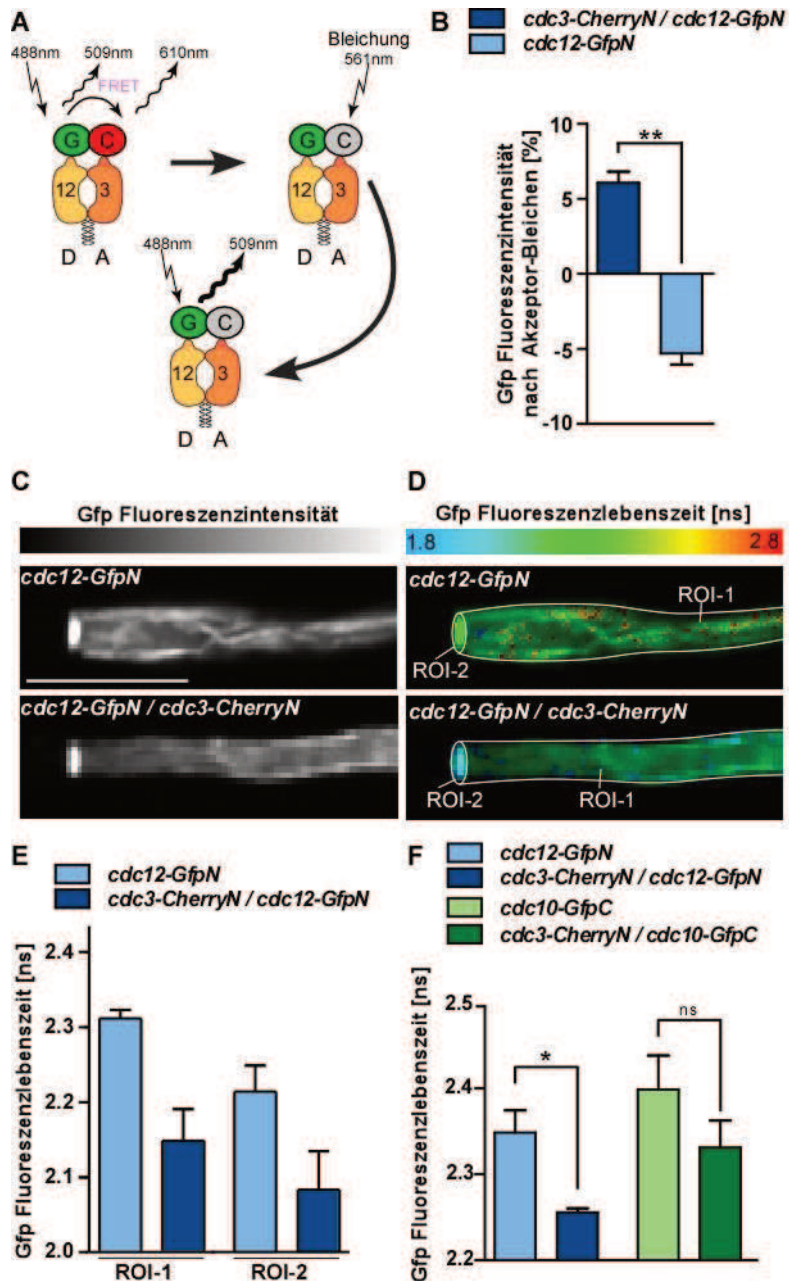 A
488nm 509nm 610nm
FRET
G C
12 3
D A
Bleichung
561nm
G C
12 3
D A
488nm 509nm
G C
12 3
D A
B
cdc3-CherryN / cdc12-GfpN
cdc12-GfpN
Gfp Fluoreszenzintensität
nach Akzeptor-Bleichen [%]
10
5
0
-5
-10
**
C
Gfp Fluoreszenzintensität
cdc12-GfpN
cdc12-GfpN / cdc3-CherryN
D
Gfp Fluoreszenzlebenszeit [ns]
1.8 2.8
cdc12-GfpN
ROI-1
ROI-2
cdc12-GfpN / cdc3-CherryN
ROI-2 ROI-1
E
cdc12-GfpN
cdc3-CherryN / cdc12-GfpN
Gfp Fluoreszenzlebenszeit [ns]
2.4
2.3
2.2
2.1
2.0
ROI-1 ROI-2
F
cdc12-GfpN
cdc3-CherryN / cdc12-GfpN
cdc10-GfpC
cdc3-CherryN / cdc10-GfpC
Gfp Fluoreszenzlebenszeit [ns]
2.5
2.4
2.3
2.2
*
ns